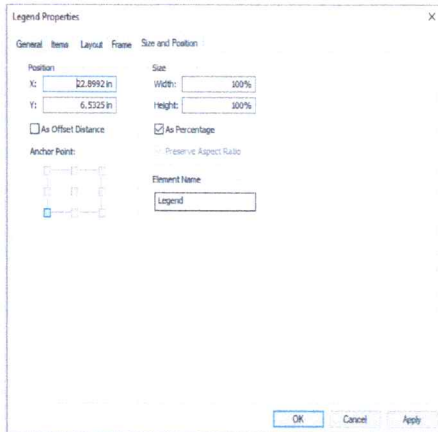 Legend Properties
X
General Items Layout Frame Size and Position
Position Size
X: 22.8992 in Width: 100%
Y: 6.5325 in Height: 100%
As Offset Distance As Percentage
Anchor Point: Preserve Aspect Ratio
Element Name
Legend
OK Cancel Apply